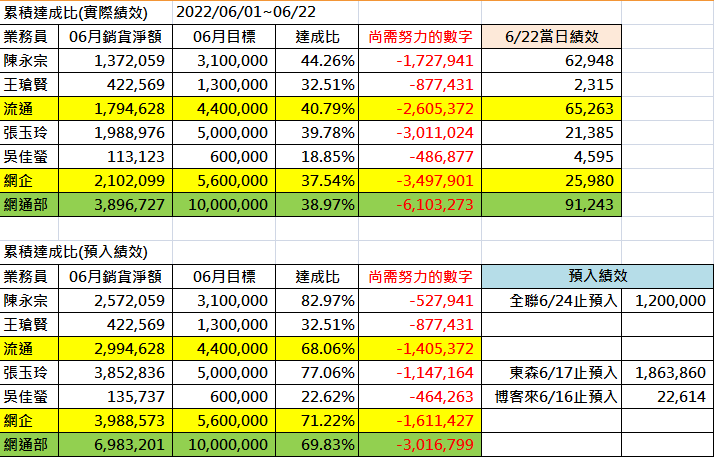 累積達成比(實際績效) 2022/06/01~06/22
業務員 06月銷貨淨額 06月目標 達成比 尚需努力的數字 6/22當日績效
陳永宗 1,372,059 3,100,000 44.26% -1,727,941 62,948
王瑲賢 422,569 1,300,000 32.51% -877,431 2,315
流通 1,794,628 4,400,000 40.79% -2,605,372 65,263
張玉玲 1,988,976 5,000,000 39.78% -3,011,024 21,385
吳佳螢 113,123 600,000 18.85% -486,877 4,595
網企 2,102,099 5,600,000 37.54% -3,497,901 25,980
網通部 3,896,727 10,000,000 38.97% -6,103,273 91,243
累積達成比(預入績效)
業務員 06月銷貨淨額 06月目標 達成比 尚需努力的數字 預入績效
陳永宗 2,572,059 3,100,000 82.97% -527,941 全聯6/24止預入 1,200,000
王瑲賢 422,569 1,300,000 32.51% -877,431
流通 2,994,628 4,400,000 68.06% -1,405,372
張玉玲 3,852,836 5,000,000 77.06% -1,147,164 東森6/17止預入 1,863,860
吳佳螢 135,737 600,000 22.62% -464,263 博客來6/16止預入 22,614
網企 3,988,573 5,600,000 71.22% -1,611,427
網通部 6,983,201 10,000,000 69.83% -3,016,799